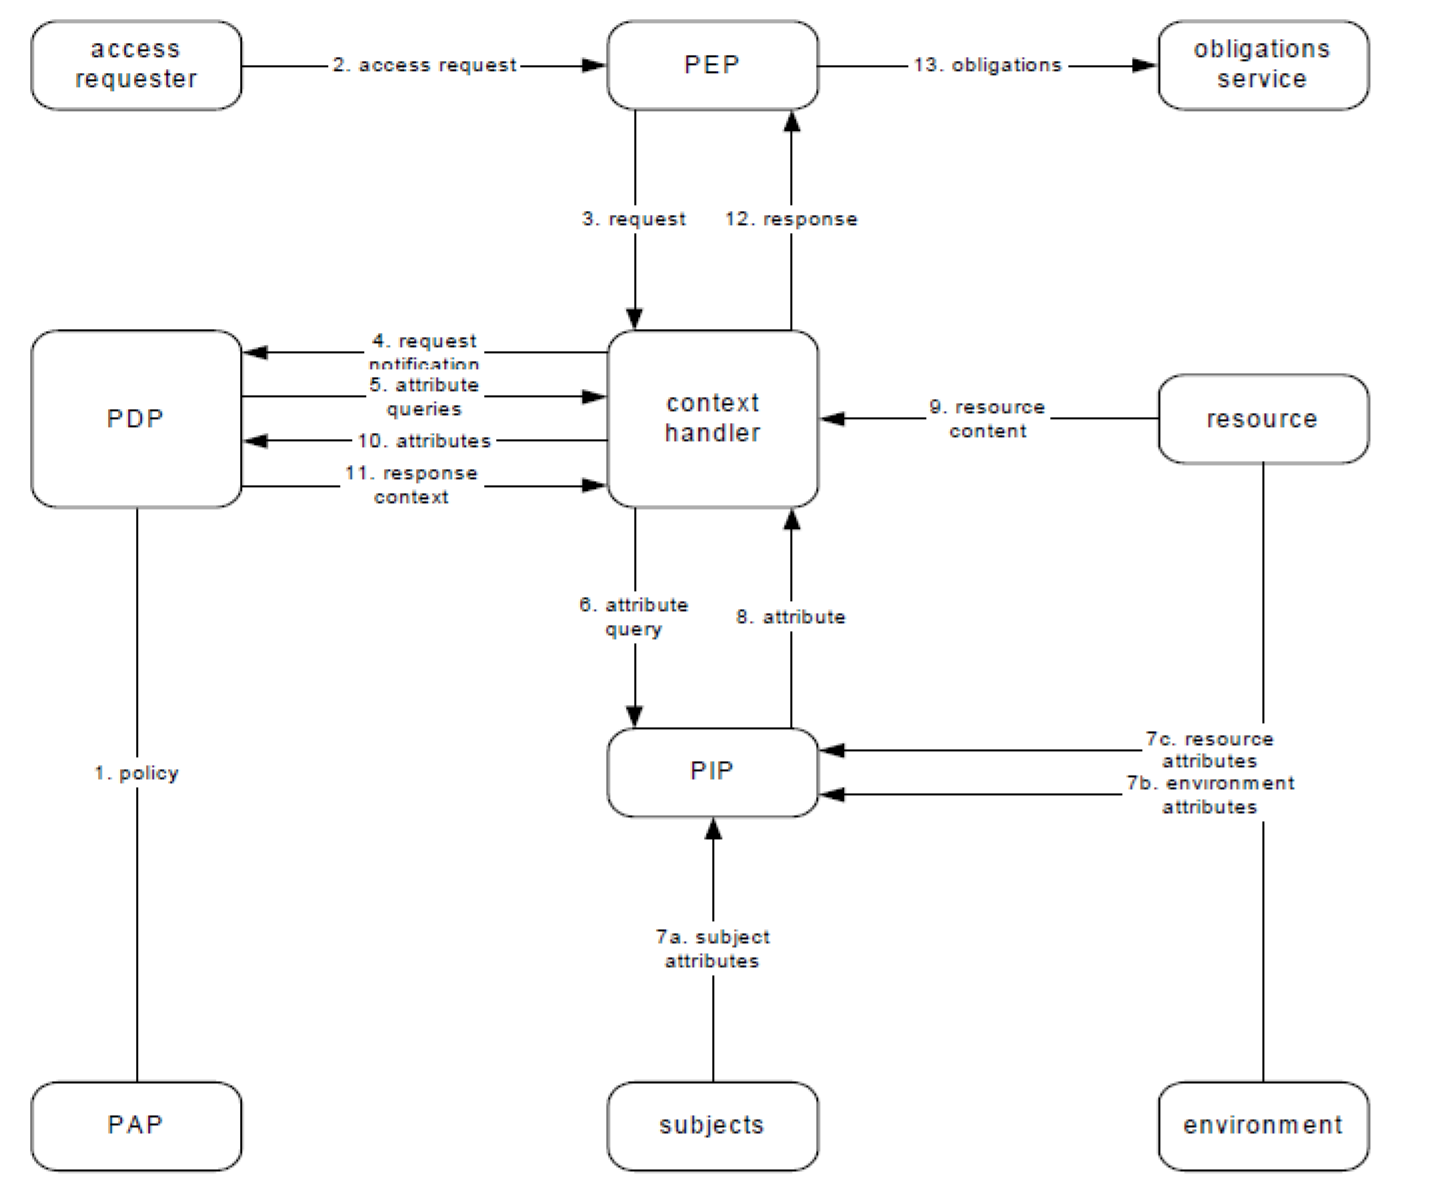 access
requester
2. access request
PEP
13. obligations
obligations
service
3. request
12. response
4. request
notification
5. attribute
queries
10. attributes
11. response
context
PDP
context
handler
9. resource
content
resource
6. attribute
query
8. attribute
1. policy
PIP
7c. resource
attributes
7b. environment
attributes
7a. subject
attributes
PAP
subjects
environment